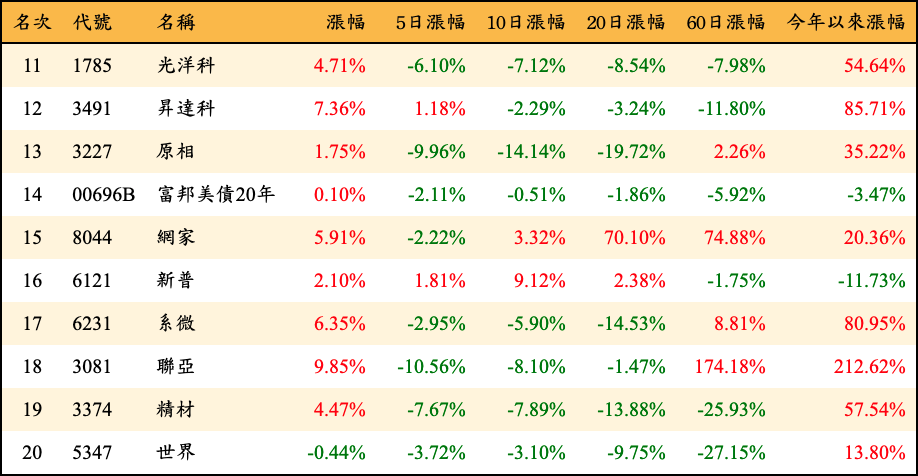 名次 代號 名稱 漲幅 5日漲幅 10日漲幅 20日漲幅 60日漲幅 今年以來漲幅
11 1785 光洋科 4.71% -6.10% -7.12% -8.54% -7.98% 54.64%
12 3491 昇達科 7.36% 1.18% -2.29% -3.24% -11.80% 85.71%
13 3227 原相 1.75% -9.96% -14.14% -19.72% 2.26% 35.22%
14 00696B 富邦美債20年 0.10% -2.11% -0.51% -1.86% -5.92% -3.47%
15 8044 網家 5.91% -2.22% 3.32% 70.10% 74.88% 20.36%
16 6121 新普 2.10% 1.81% 9.12% 2.38% -1.75% -11.73%
17 6231 系微 6.35% -2.95% -5.90% -14.53% 8.81% 80.95%
18 3081 聯亞 9.85% -10.56% -8.10% -1.47% 174.18% 212.62%
19 3374 精材 4.47% -7.67% -7.89% -13.88% -25.93% 57.54%
20 5347 世界 -0.44% -3.72% -3.10% -9.75% -27.15% 13.80%